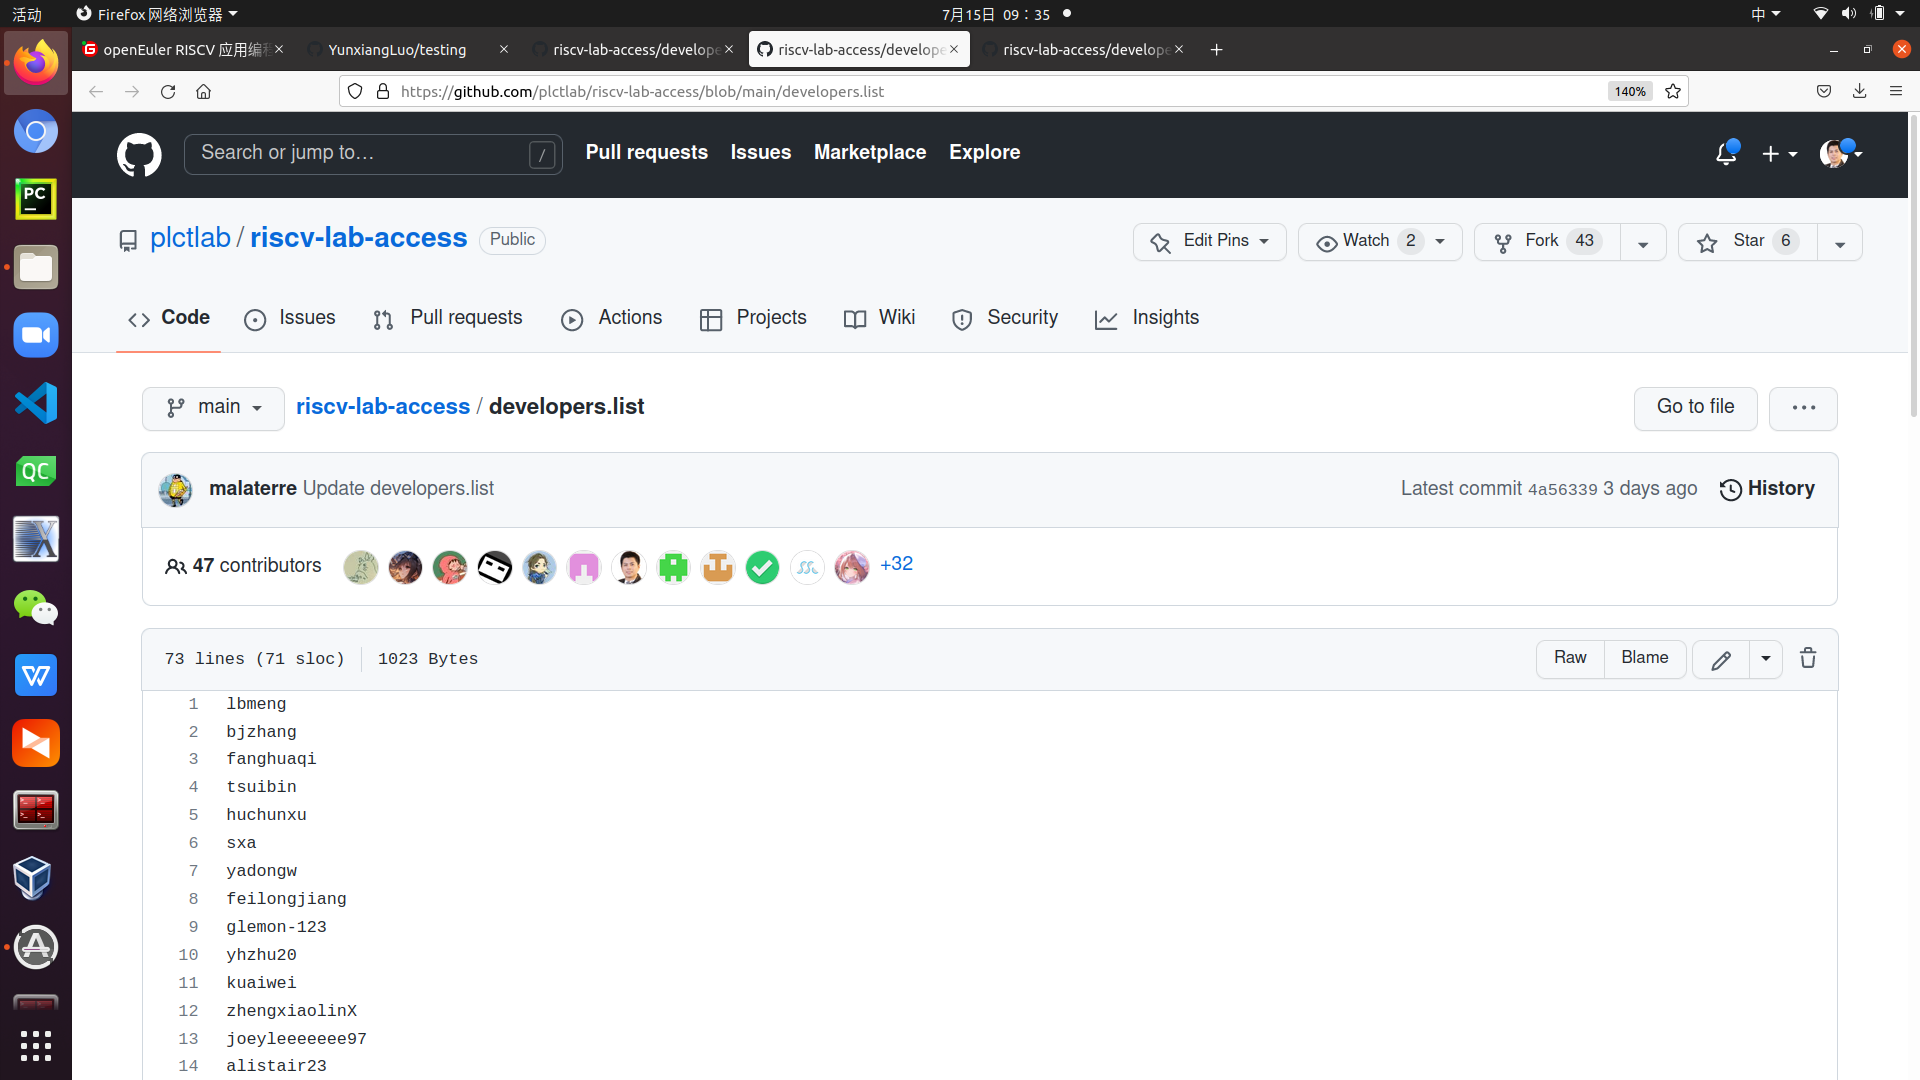 活动
Firefox 网络浏览器
7月15日 09：35
中
openEuler RISCV 应用编程
YunxiangLuo/testing
riscv-lab-access/develope
riscv-lab-access/develope
riscv-lab-access/develope
https://github.com/plctlab/riscv-lab-access/blob/main/developers.list
140%
Search or jump to…
/
Pull requests
Issues
Marketplace
Explore
plctlab / riscv-lab-access
Public
Edit Pins
Watch 2
Fork 43
Star 6
Code
Issues
Pull requests
Actions
Projects
Wiki
Security
Insights
main
riscv-lab-access / developers.list
Go to file
malaterre Update developers.list
Latest commit 4a56339 3 days ago
History
47 contributors
+32
73 lines (71 sloc)
1023 Bytes
Raw
Blame
1 lbmeng
2 bjzhang
3 fanghuaqi
4 tsuibin
5 huchunxu
6 sxa
7 yadongw
8 feilongjiang
9 glemon-123
10 yhzhu20
11 kuaiwei
12 zhengxiaolinX
13 joeyleeeeeee97
14 alistair23
PC
QC
X
W